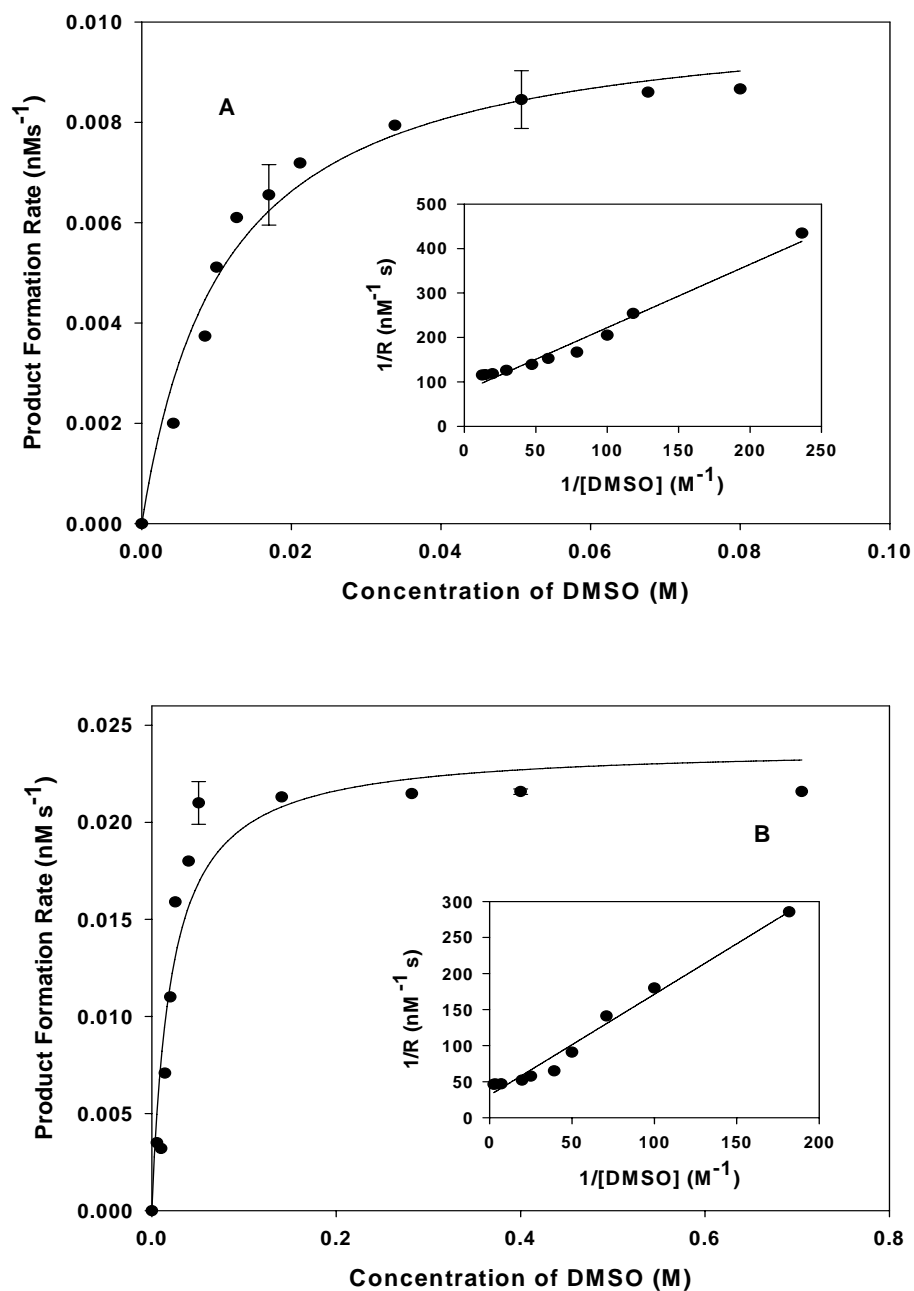 0.010
0.008
0.006
0.004
0.002
0.000
Product Formation Rate (nMs-1)
A
500
400
300
200
100
0
1/R (nM-1 s)
0 50 100 150 200 250
1/[DMSO] (M-1)
0.00 0.02 0.04 0.06 0.08 0.10
Concentration of DMSO (M)
0.025
0.020
0.015
0.010
0.005
0.000
Product Formation Rate (nM s-1)
B
300
250
200
150
100
50
0
1/R (nM-1 s)
0 50 100 150 200
1/[DMSO] (M-1)
0.0 0.2 0.4 0.6 0.8
Concentration of DMSO (M)